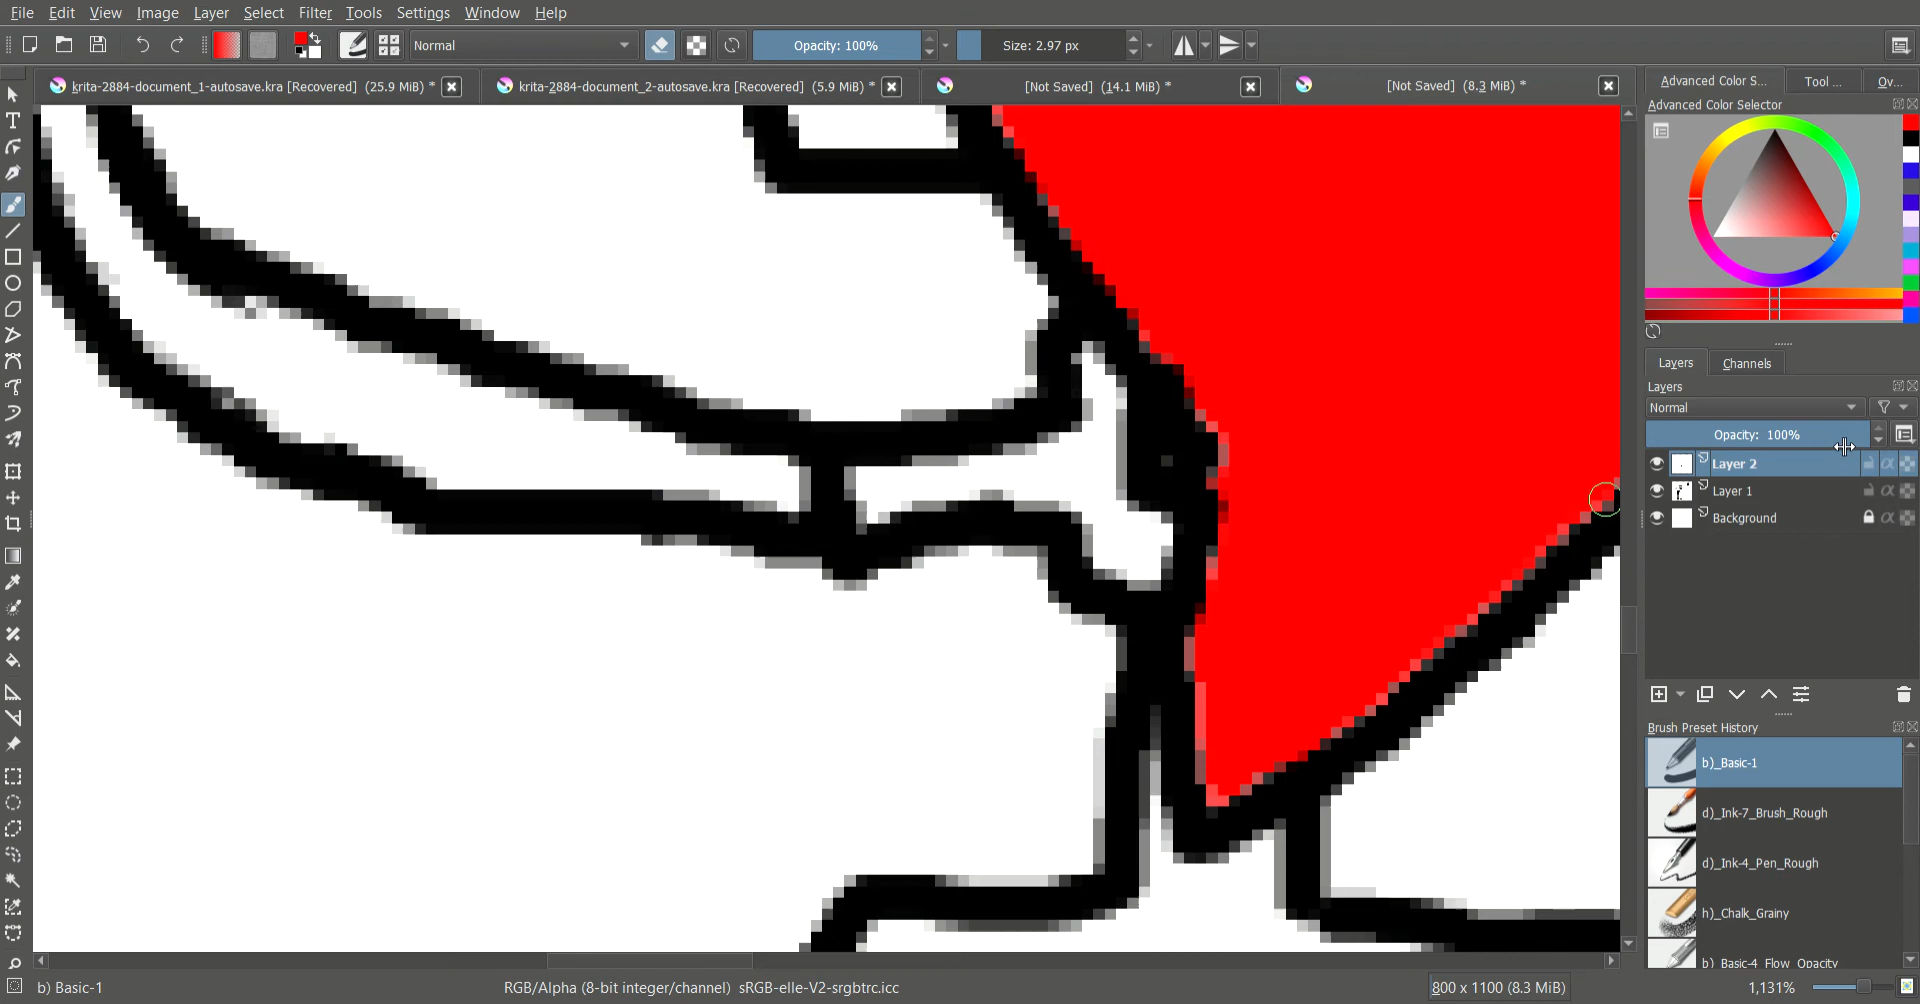 File Edit View Image Layer Select Filter Tools Settings Window Help
Normal Opacity: 100% Size: 2.97 px
krita-2884-document_1-autosave.kra [Recovered] (25.9 MiB) * krita-2884-document_2-autosave.kra [Recovered] (5.9 MiB) * [Not Saved] (14.1 MiB) * [Not Saved] (8.3 MiB) *
Advanced Color S... Tool ... Ov...
Advanced Color Selector
Layers Channels
Layers
Normal
Opacity: 100%
Layer 2
Layer 1
Background
Brush Preset History
b)_Basic-1
d)_Ink-7_Brush_Rough
d)_Ink-4_Pen_Rough
h)_Chalk_Grainy
b)_Basic-4_Flow_Opacity
b) Basic-1 RGB/Alpha (8-bit integer/channel) sRGB-elle-V2-srgbtrc.icc 800 x 1100 (8.3 MiB) 1,131%